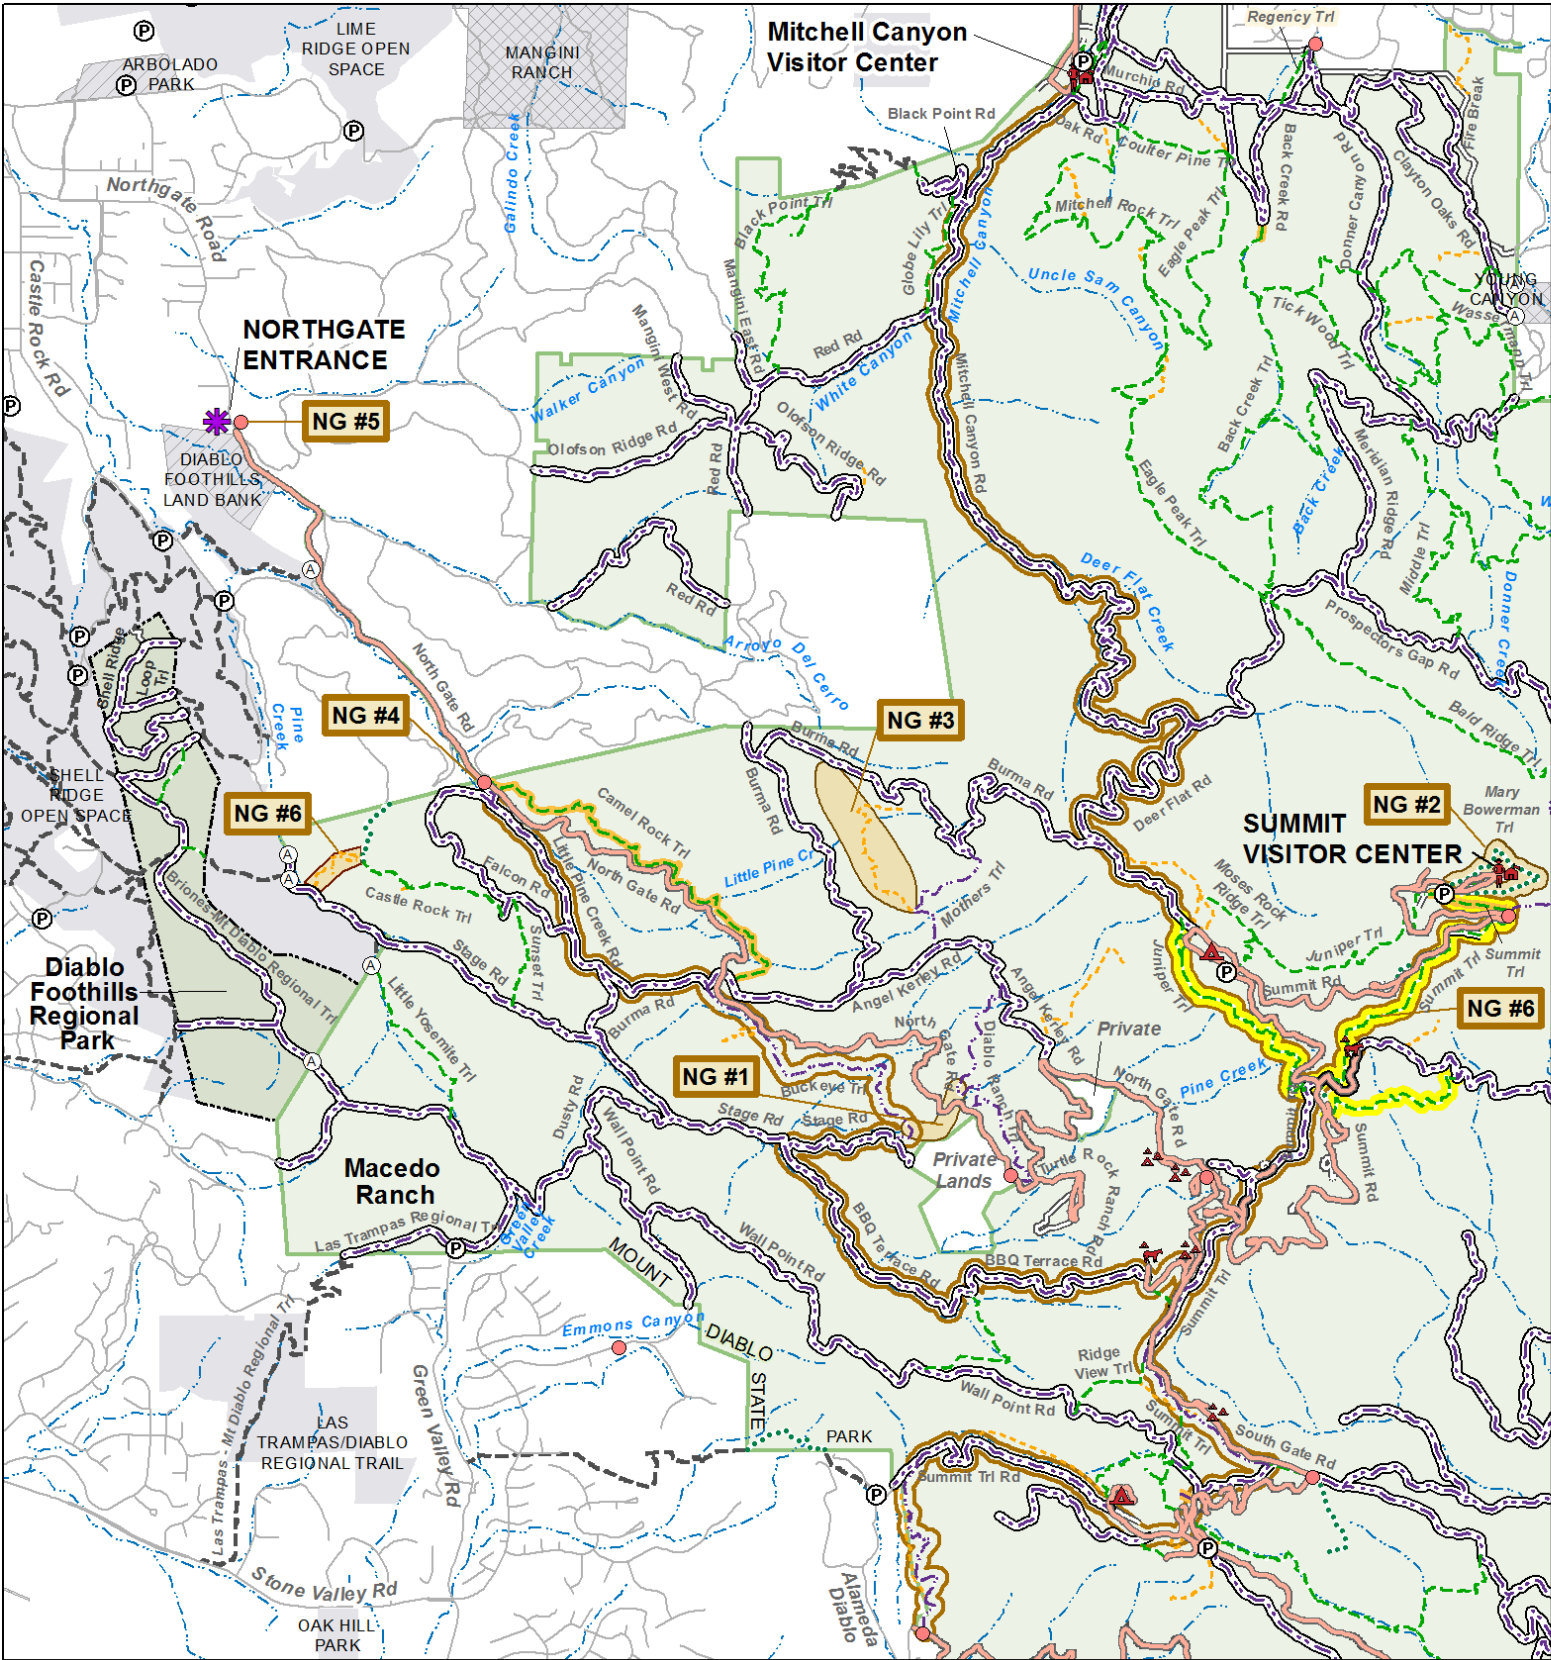 LIME
RIDGE OPEN
SPACE
ARBOLADO
PARK
MANGINI
RANCH
Mitchell Canyon
Visitor Center
Regency Trl
Murchio Rd
Black Point Rd
Oak Rd
Coulter Pine T
Fire Break
Back Creek Rd
Donner Canyon Rd
Clayton Oaks Rd
Northgate Road
Galindo Creek
Black Point Trl
Globe Lily Trl
Mitchell Canyon
Mitchell Rock Trl
Eagle Peak Trl
Uncle Sam Canyon
YOUNG
CANYON
Wassermann Trl
Tick Wood Trl
Castle Rock Rd
NORTHGATE
ENTRANCE
Mangini East Rd
Mangini West Rd
Red Rd
White Canyon
Walker Canyon
Mitchell Canyon Rd
Back Creek Trl
NG #5
Olofson Ridge Rd
Olofson Ridge Rd
Red Rd
Meridian Ridge Rd
Eagle Peak Trl
Back Creek
DIABLO
FOOTHILLS
LAND BANK
W
Deer Flat Creek
Middle Trl
Donner Creek
Red Rd
Prospectors Gap Rd
Arroyo Del Cerro
Shell Ridge
Loop
Trl
North Gate Rd
Pine
Creek
NG #4
NG #3
Bald Ridge Trl
Burma Rd
Burma Rd
Burma Rd
SHELL
RIDGE
OPEN SPACE
NG #6
Camel Rock Trl
Deer Flat Rd
NG #2
Mary
Bowerman
Trl
SUMMIT
VISITOR CENTER
Little Pine Creek Rd
North Gate Rd
Falcon Rd
Little Pine Cr
Castle Rock Trl
Mothers Trl
Moses Rock
Ridge Trl
Briones-Mt Diablo Regional Trl
Sunset Trl
Stage Rd
Juniper Trl
Juniper Trl
Summit
Trl
Summit Rd
Summit Trl
Diablo
Foothills
Regional
Park
Little Yosemite Trl
Burma Rd
Angel Kerley Rd
Angel Kerley Rd
NG #6
North
Gate Rd
Diablo Ranch Trl
Private
NG #1
Buckeye Trl
Pine Creek
North Gate Rd
Dusty Rd
Stage Rd
Stage Rd
Wall Point Rd
Summit
Summit Rd
Macedo
Ranch
Private
Lands
Turtle Rock
Ranch Rd
Las Trampas Regional Trl
Green
Valley
Creek
BBQ Terrace Rd
BBQ Terrace Rd
Wall Point Rd
Summit Trl
MOUNT
DIABLO
STATE
PARK
Emmons Canyon
Las Trampas - Mt Diablo Regional Trl
Green Valley Rd
Ridge
View Trl
Wall Point Rd
Summit Trl
South Gate Rd
LAS
TRAMPAS/DIABLO
REGIONAL TRAIL
Summit Trl Rd
Stone Valley Rd
Alameda
Diablo
OAK HILL
PARK